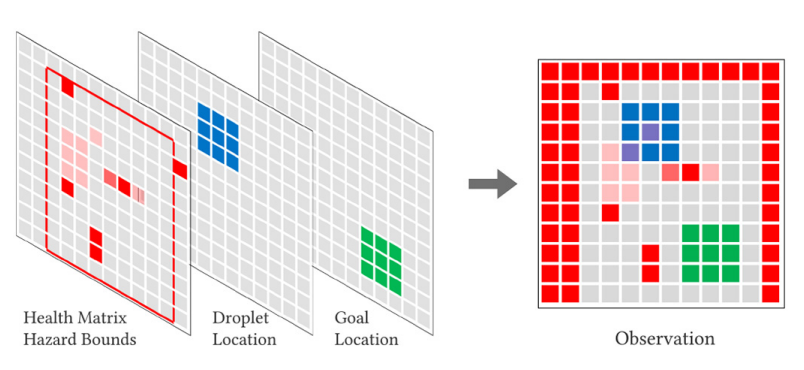 Health Matrix
Hazard Bounds
Droplet
Location
Goal
Location
Observation